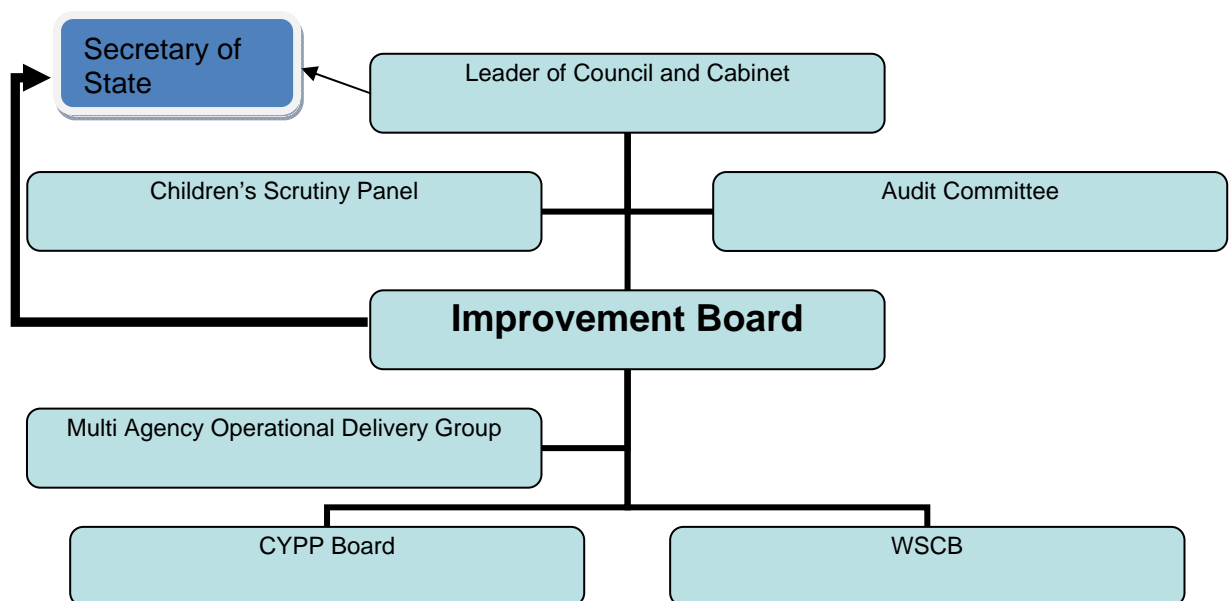 Secretary of
State
Leader of Council and Cabinet
Children’s Scrutiny Panel
Audit Committee
Improvement Board
Multi Agency Operational Delivery Group
CYPP Board
WSCB